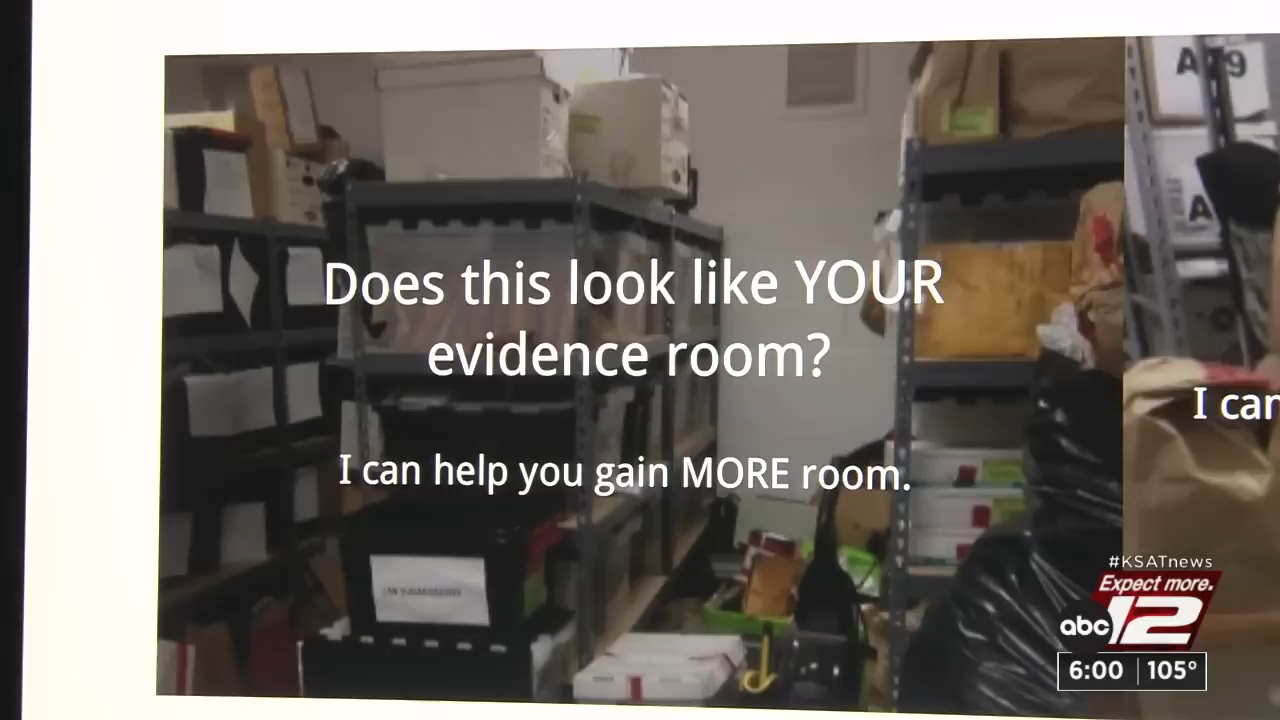 A 9
A
Does this look like YOUR
evidence room?
I can help you gain MORE room.
I can
#KSATnews
Expect more.
abc 12
6:00 105°